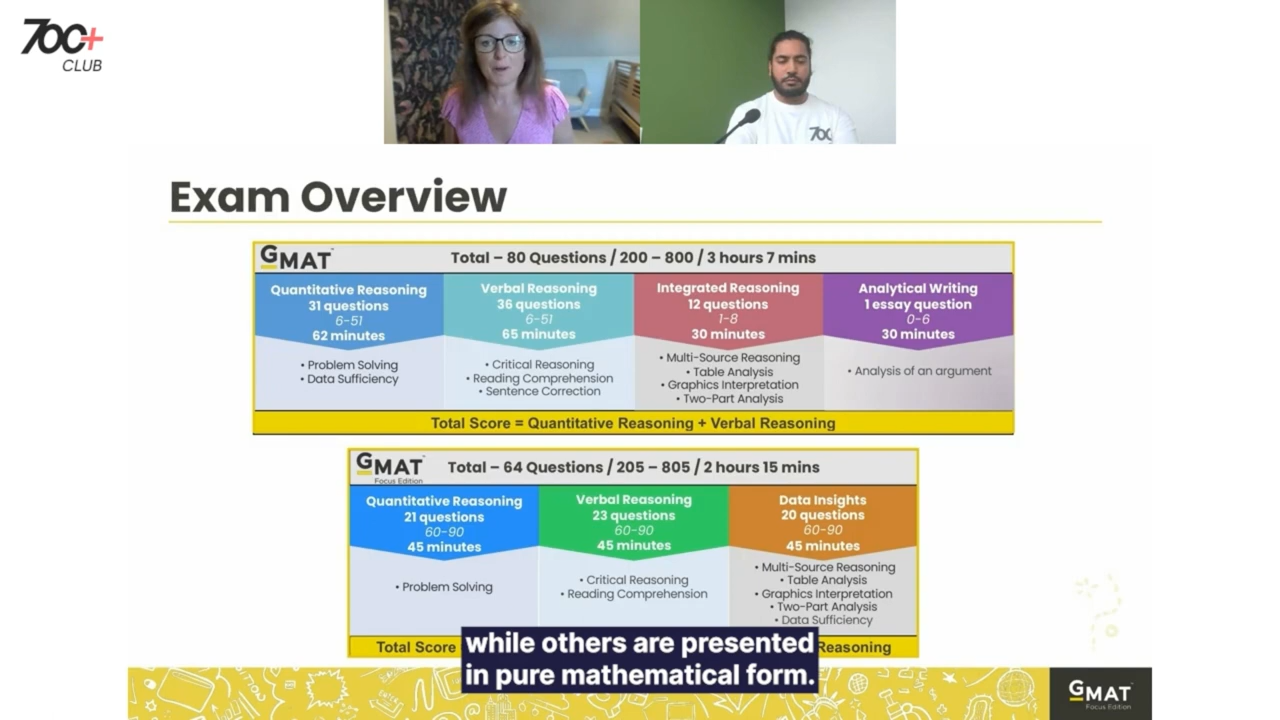 700+
CLUB
700
Exam Overview
GMAT™ Total – 80 Questions / 200 – 800 / 3 hours 7 mins
Quantitative Reasoning
31 questions
6-51
62 minutes
• Problem Solving
• Data Sufficiency
Verbal Reasoning
36 questions
6-51
65 minutes
• Critical Reasoning
• Reading Comprehension
• Sentence Correction
Integrated Reasoning
12 questions
1-8
30 minutes
• Multi-Source Reasoning
• Table Analysis
• Graphics Interpretation
• Two-Part Analysis
Analytical Writing
1 essay question
0-6
30 minutes
• Analysis of an argument
Total Score = Quantitative Reasoning + Verbal Reasoning
GMAT™ Total – 64 Questions / 205 – 805 / 2 hours 15 mins
Focus Edition
Quantitative Reasoning
21 questions
60-90
45 minutes
• Problem Solving
Verbal Reasoning
23 questions
60-90
45 minutes
• Critical Reasoning
• Reading Comprehension
Data Insights
20 questions
60-90
45 minutes
• Multi-Source Reasoning
• Table Analysis
• Graphics Interpretation
• Two-Part Analysis
• Data Sufficiency
Total Score Reasoning
while others are presented
in pure mathematical form.
GMAT™
Focus Edition